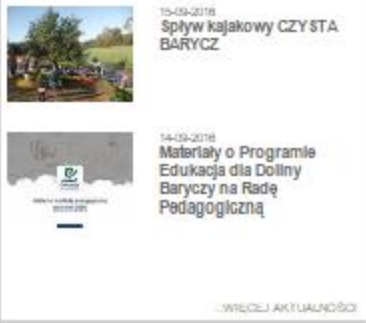 15-09-2016
Spływ kajakowy CZYSTA
BARYCZ
14-09-2016
Materiały o Programie
Edukacja dla Doliny
Baryczy na Radę
Pedagogiczną
...WIĘCEJ AKTUALNOŚCI